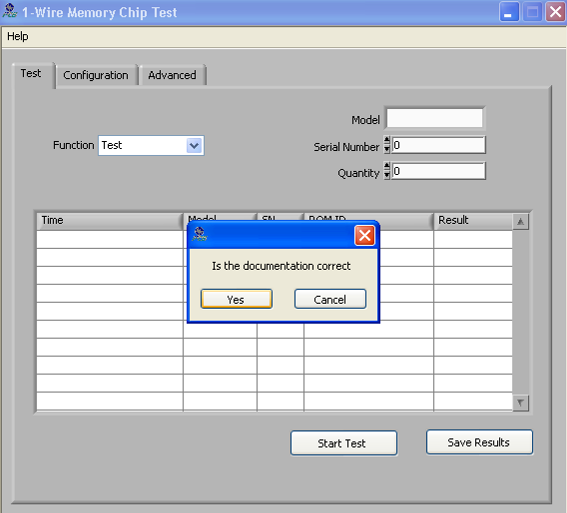 1-Wire Memory Chip Test
Help
Test Configuration Advanced
Model
Function Test
Serial Number 0
Quantity 0
Time Model SN ROM ID Result
Is the documentation correct
Yes Cancel
Start Test Save Results